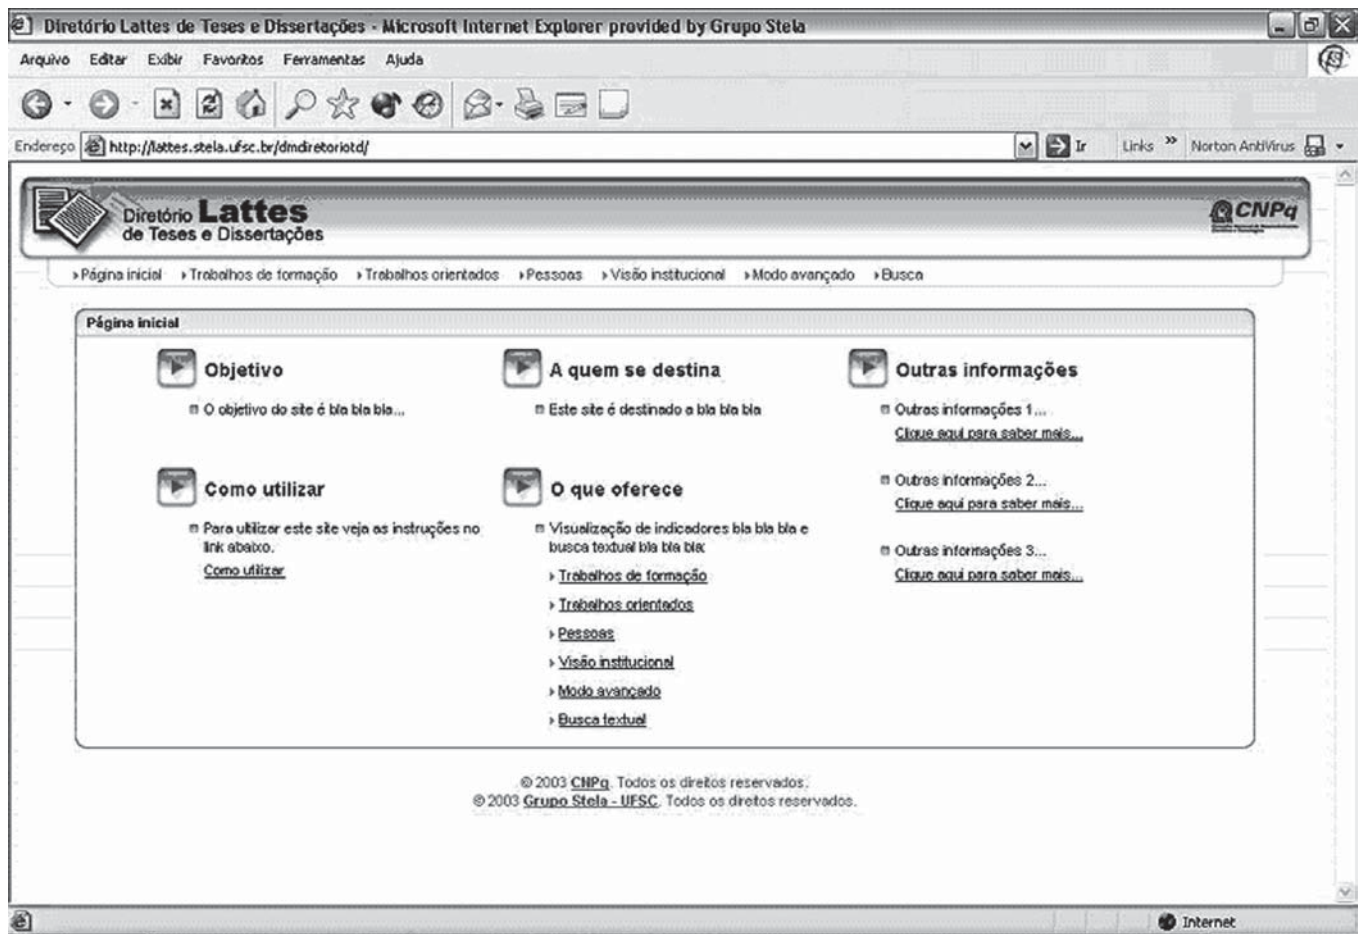 Diretório Lattes de Teses e Dissertações - Microsoft Internet Explorer provided by Grupo Stela
Arquivo Editar Exibir Favoritos Ferramentas Ajuda
Endereço http://lattes.stela.ufsc.br/dmdiretoriotd/ Ir Links » Norton AntiVirus
Diretório Lattes
de Teses e Dissertações
CNPq
Página inicial Trabalhos de formação Trabalhos orientados Pessoas Visão institucional Modo avançado Busca
Página inicial
Objetivo
O objetivo do site é bla bla bla...
A quem se destina
Este site é destinado a bla bla bla
Outras informações
Outras informações 1...
Clique aqui para saber mais...
Outras informações 2...
Clique aqui para saber mais...
Outras informações 3...
Clique aqui para saber mais...
Como utilizar
Para utilizar este site veja as instruções no
link abaixo.
Como utilizar
O que oferece
Visualização de indicadores bla bla bla e
busca textual bla bla bla:
Trabalhos de formação
Trabalhos orientados
Pessoas
Visão institucional
Modo avançado
Busca textual
© 2003 CNPq. Todos os direitos reservados.
© 2003 Grupo Stela - UFSC. Todos os direitos reservados.
Internet